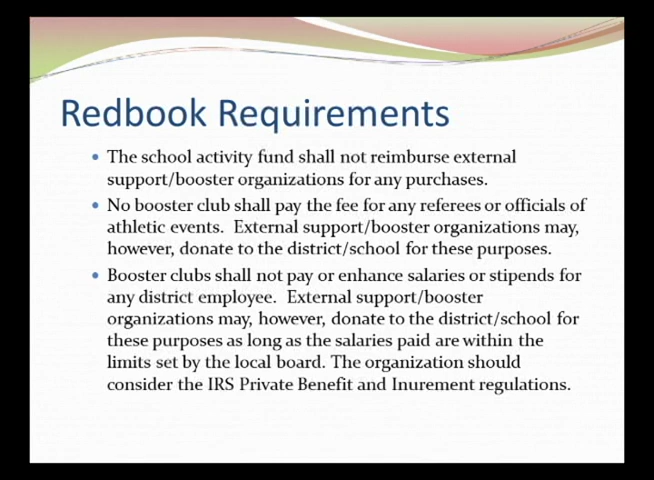 Redbook Requirements
• The school activity fund shall not reimburse external
support/booster organizations for any purchases.
• No booster club shall pay the fee for any referees or officials of
athletic events.  External support/booster organizations may,
however, donate to the district/school for these purposes.
• Booster clubs shall not pay or enhance salaries or stipends for
any district employee.  External support/booster
organizations may, however, donate to the district/school for
these purposes as long as the salaries paid are within the
limits set by the local board. The organization should
consider the IRS Private Benefit and Inurement regulations.